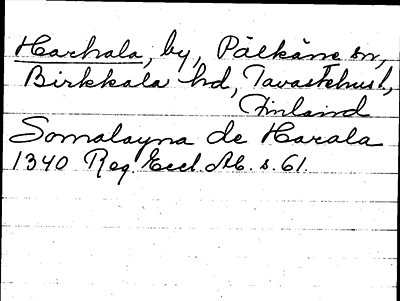 Harhala, by, Pälkäne sn,
Birkkala hd, Tavastehus l.,
Finland
Somalayna de Harala
1340 Reg. Eccl. Ab. s. 61.